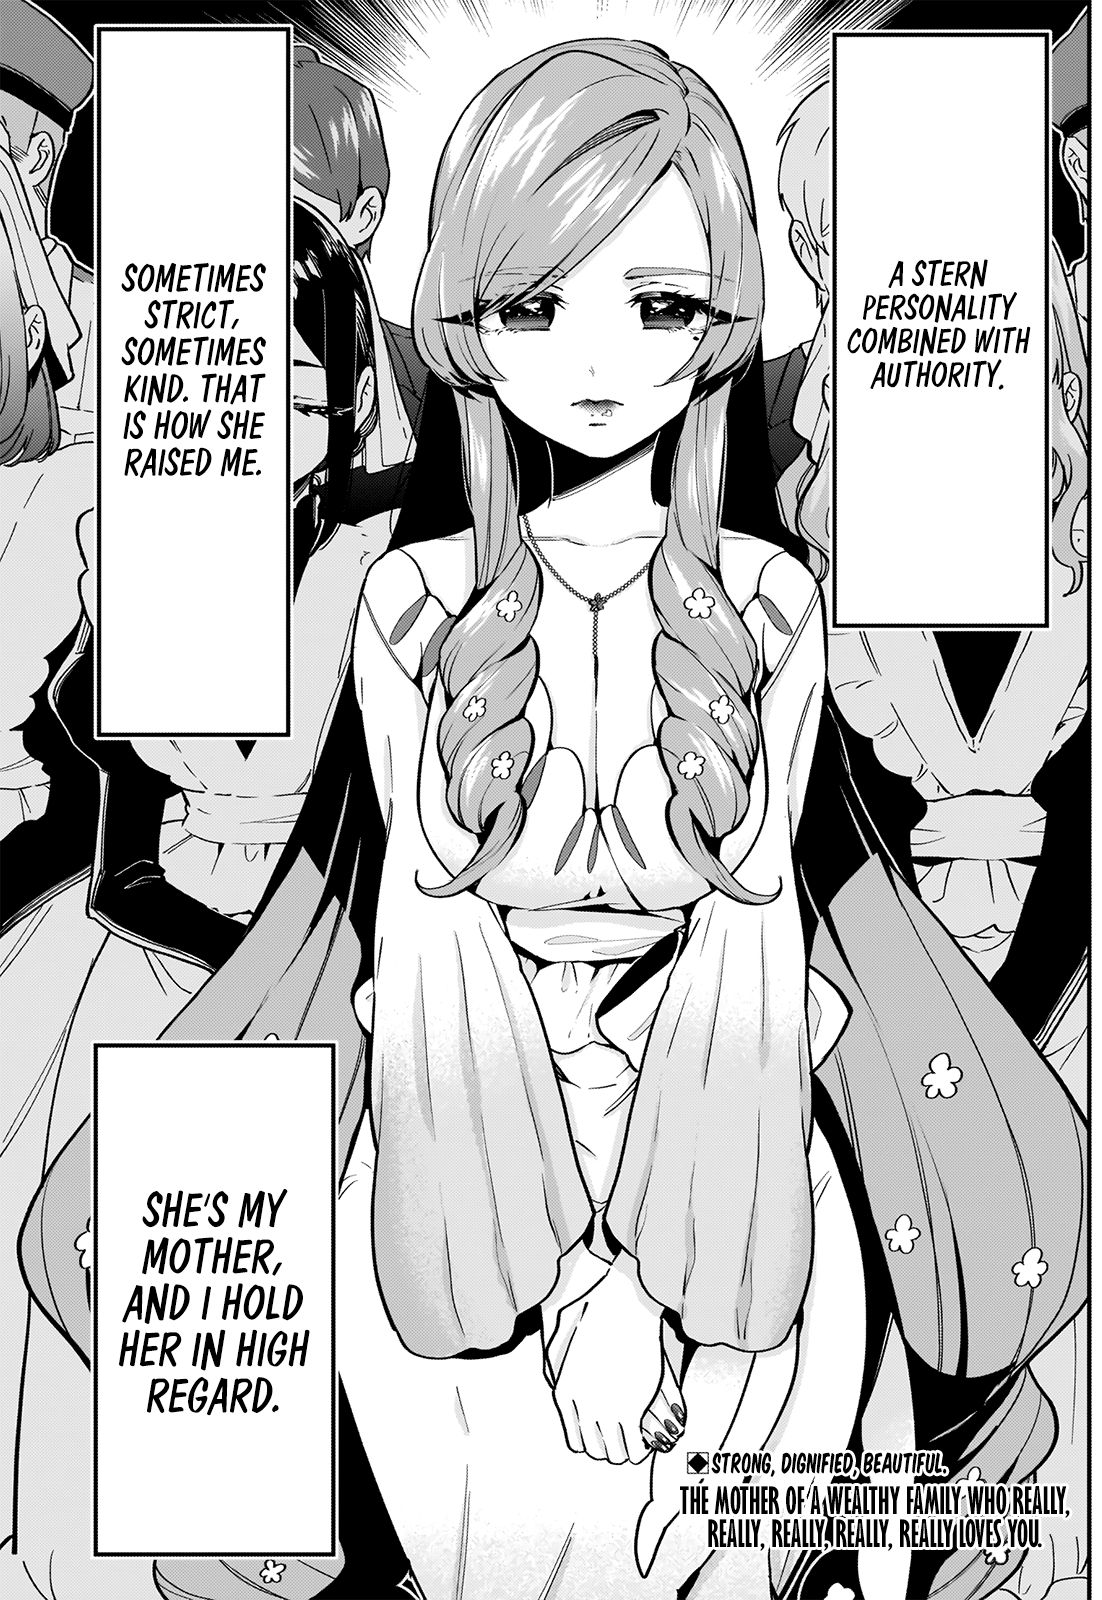 A STERN
PERSONALITY
COMBINED WITH
AUTHORITY.
SOMETIMES
STRICT,
SOMETIMES
KIND. THAT
IS HOW SHE
RAISED ME.
SHE'S MY
MOTHER,
AND I HOLD
HER IN HIGH
REGARD.
STRONG, DIGNIFIED, BEAUTIFUL.
THE MOTHER OF A WEALTHY FAMILY WHO REALLY,
REALLY, REALLY, REALLY, REALLY LOVES YOU.